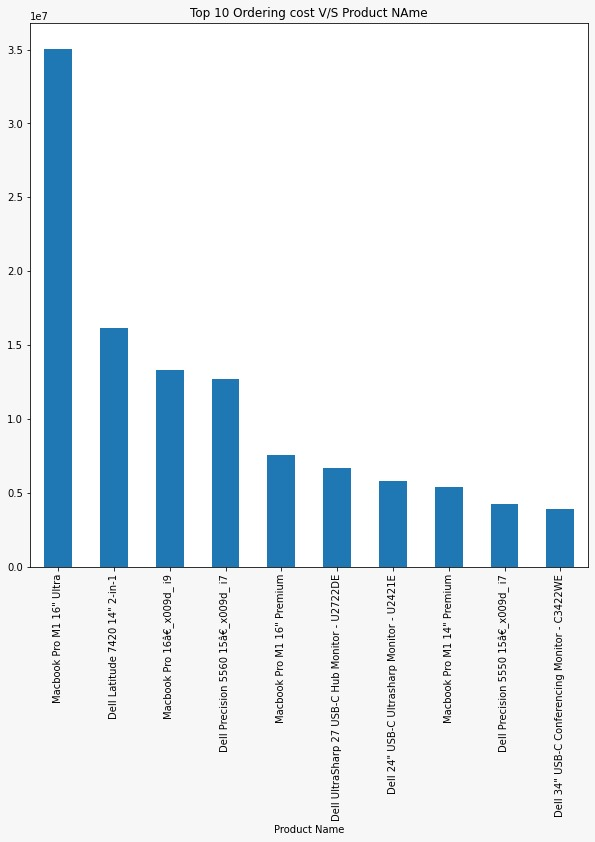 Top 10 Ordering cost V/S Product NAme
1e7
3.5
3.0
2.5
2.0
1.5
1.0
0.5
0.0
Macbook Pro M1 16" Ultra
Dell Latitude 7420 14" 2-in-1
Macbook Pro 16â€_x009d_ i9
Dell Precision 5560 15â€_x009d_ i7
Macbook Pro M1 16" Premium
Dell UltraSharp 27 USB-C Hub Monitor - U2722DE
Dell 24" USB-C Ultrasharp Monitor - U2421E
Macbook Pro M1 14" Premium
Dell Precision 5550 15â€_x009d_ i7
Dell 34" USB-C Conferencing Monitor - C3422WE
Product Name